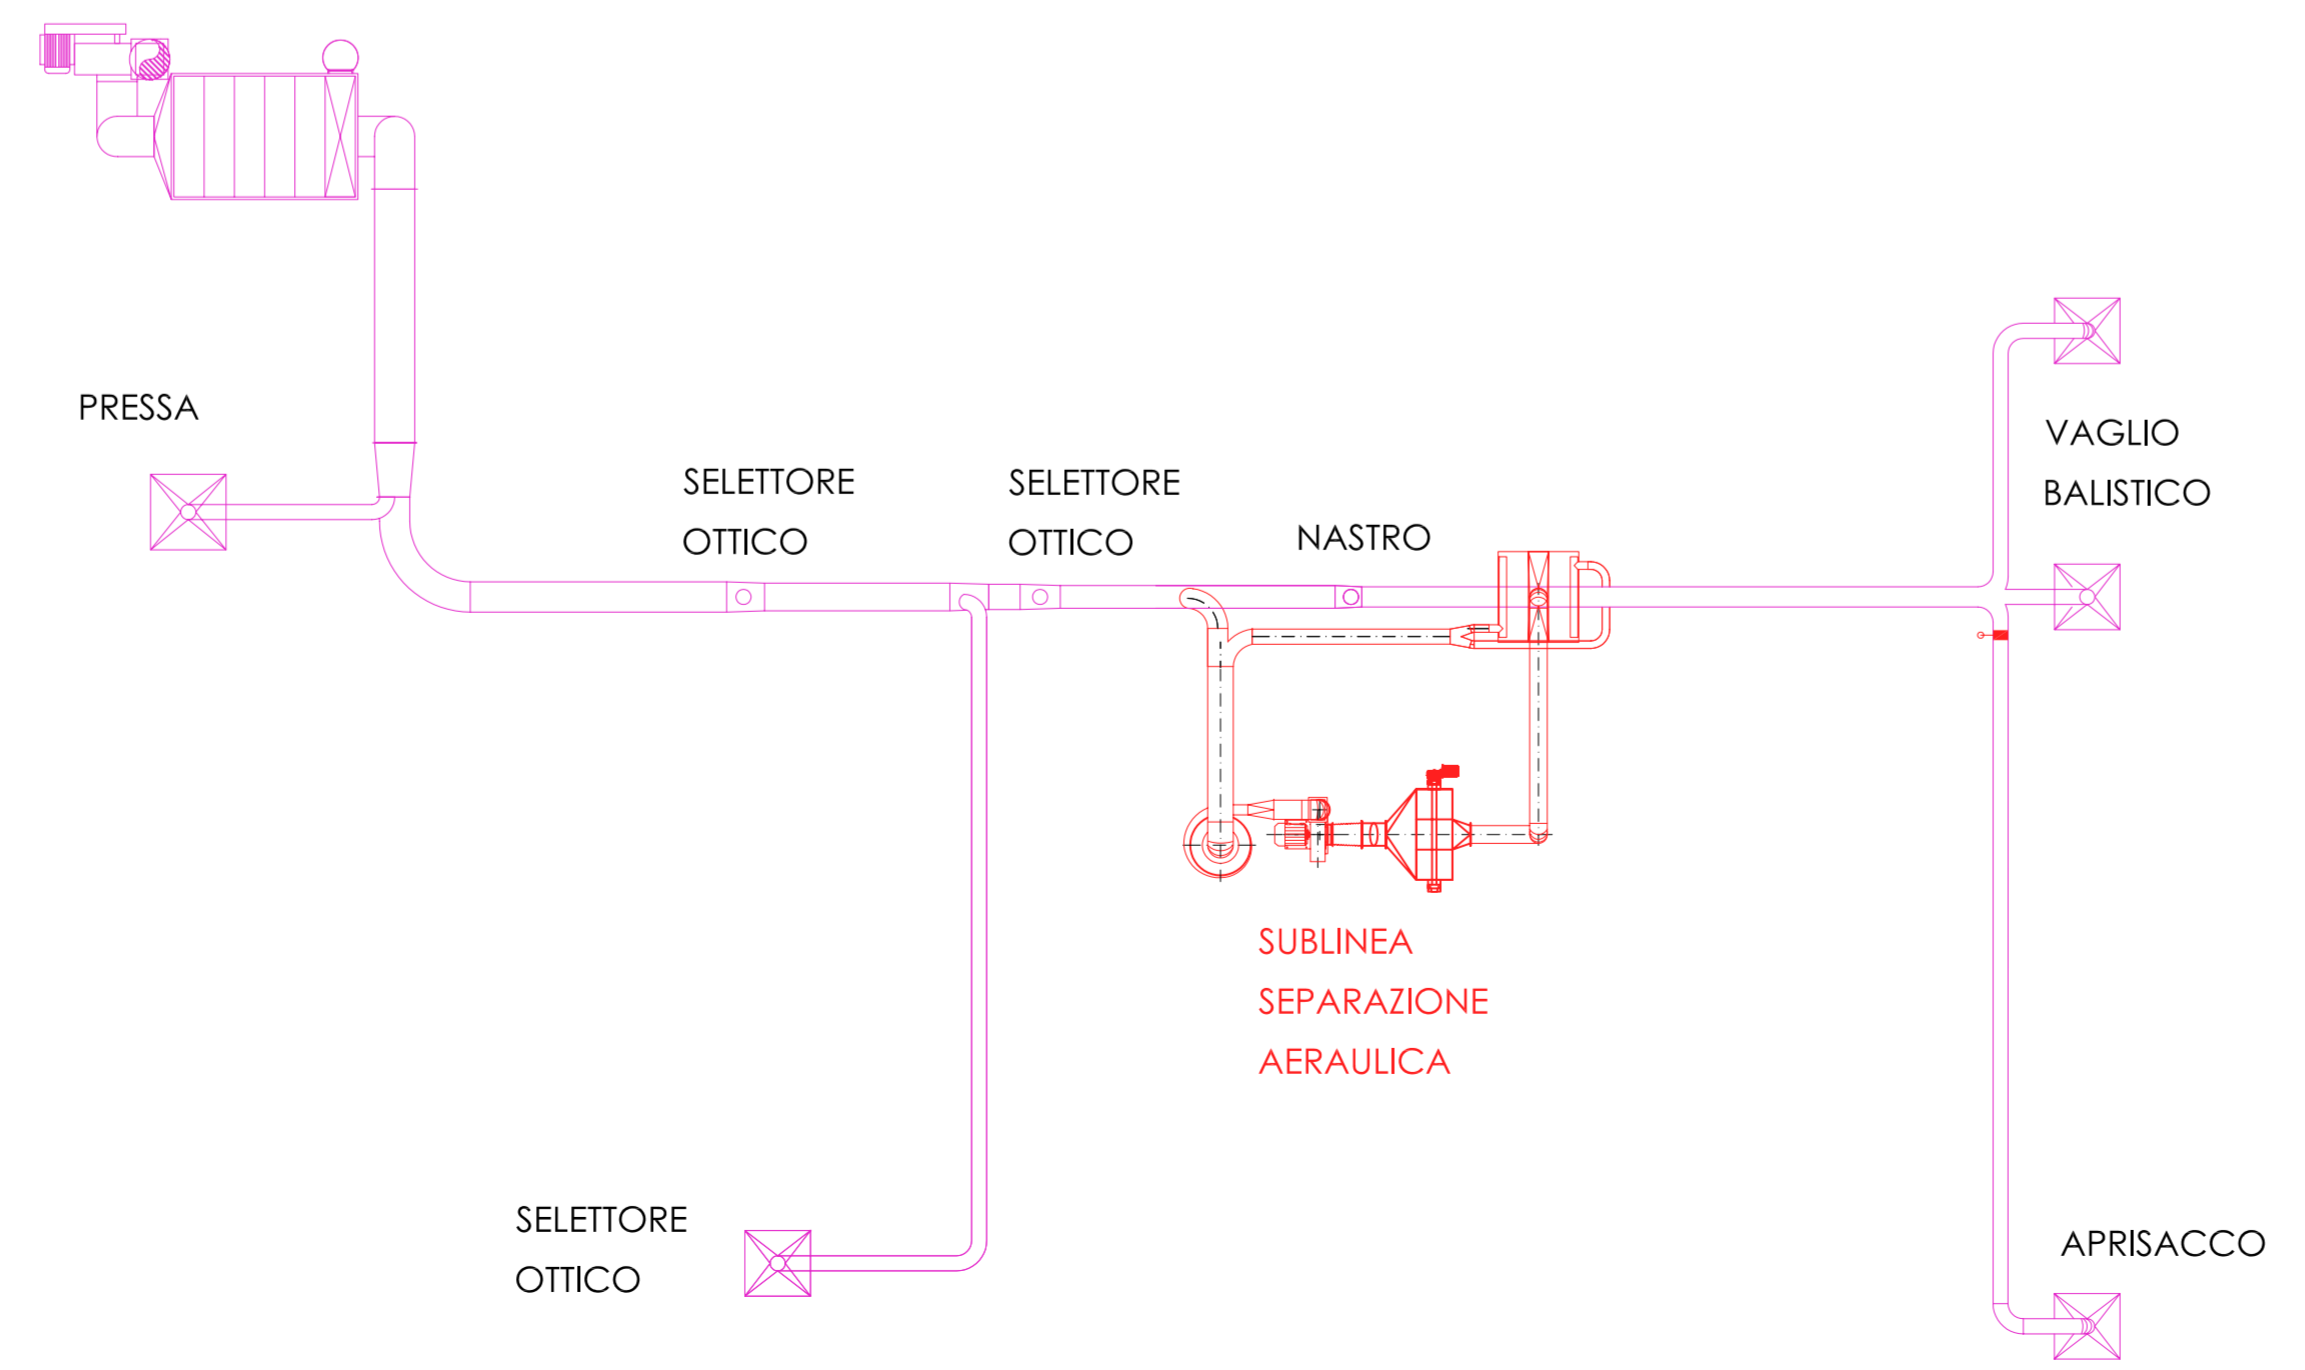 PRESSA
SELETTORE
OTTICO
SELETTORE
OTTICO
NASTRO
VAGLIO
BALISTICO
SUBLINEA
SEPARAZIONE
AERAULICA
SELETTORE
OTTICO
APRISACCO